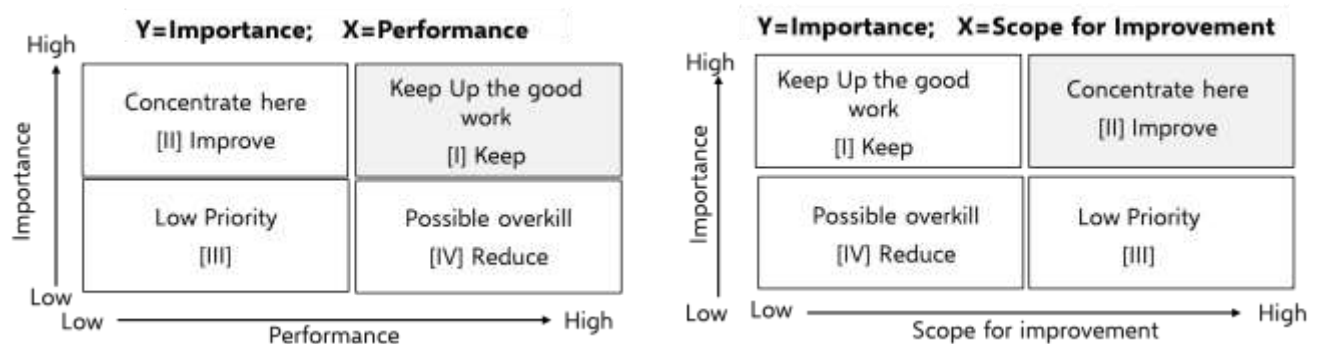 Y=Importance; X=Performance
High
Concentrate here
[II] Improve
Keep Up the good
work
[I] Keep
Importance
Low Priority
[III]
Possible overkill
[IV] Reduce
Low
Low
Performance
High
Y=Importance; X=Scope for Improvement
High
Keep Up the good
work
[I] Keep
Concentrate here
[II] Improve
Importance
Possible overkill
[IV] Reduce
Low Priority
[III]
Low
Low
Scope for improvement
High